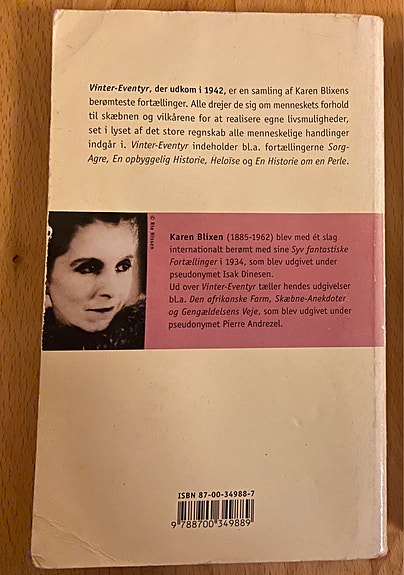 Vinter-Eventyr, der udkom i 1942, er en samling af Karen Blixens
berømteste fortællinger. Alle drejer de sig om menneskets forhold
til skæbnen og vilkårene for at realisere egne livsmuligheder,
set i lyset af det store regnskab alle menneskelige handlinger
indgår i. Vinter-Eventyr indeholder bl.a. fortællingerne Sorg-
Agre, En opbyggelig Historie, Heloïse og En Historie om en Perle.
© Rie Nissen
Karen Blixen (1885-1962) blev med ét slag
internationalt berømt med sine Syv fantastiske
Fortællinger i 1934, som blev udgivet under
pseudonymet Isak Dinesen.
Ud over Vinter-Eventyr tæller hendes udgivelser
bl.a. Den afrikanske Farm, Skæbne-Anekdoter
og Gengældelsens Veje, som blev udgivet under
pseudonymet Pierre Andrezel.
ISBN 87-00-34988-7
9 788700 349889